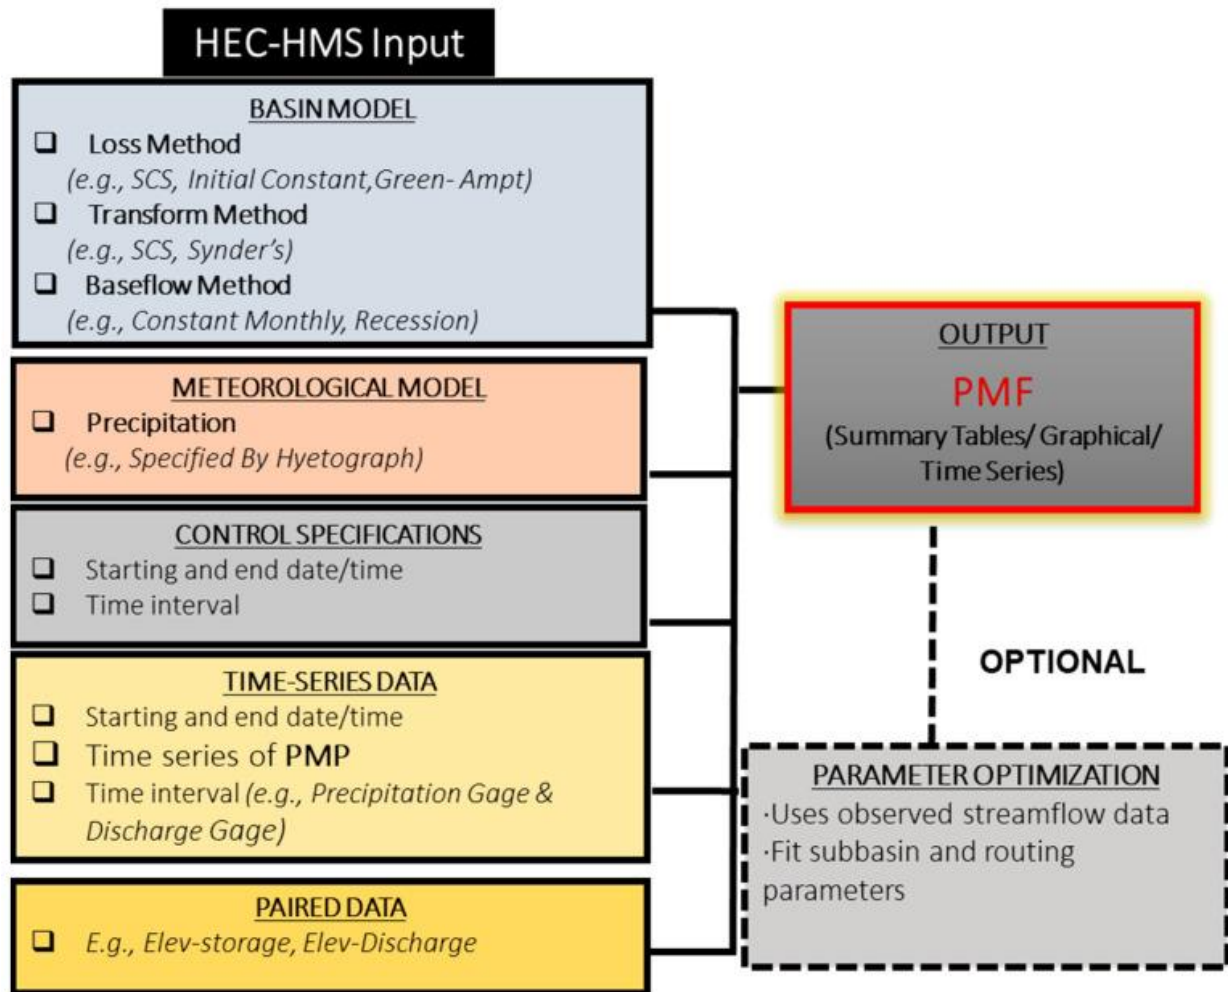 HEC-HMS Input
BASIN MODEL
❑ Loss Method
(e.g., SCS, Initial Constant,Green- Ampt)
❑ Transform Method
(e.g., SCS, Synder’s)
❑ Baseflow Method
(e.g., Constant Monthly, Recession)
METEOROLOGICAL MODEL
❑ Precipitation
(e.g., Specified By Hyetograph)
CONTROL SPECIFICATIONS
❑ Starting and end date/time
❑ Time interval
TIME-SERIES DATA
❑ Starting and end date/time
❑ Time series of PMP
❑ Time interval (e.g., Precipitation Gage &
Discharge Gage)
PAIRED DATA
❑ E.g., Elev-storage, Elev-Discharge
OUTPUT
PMF
(Summary Tables/ Graphical/
Time Series)
OPTIONAL
PARAMETER OPTIMIZATION
·Uses observed streamflow data
·Fit subbasin and routing
parameters